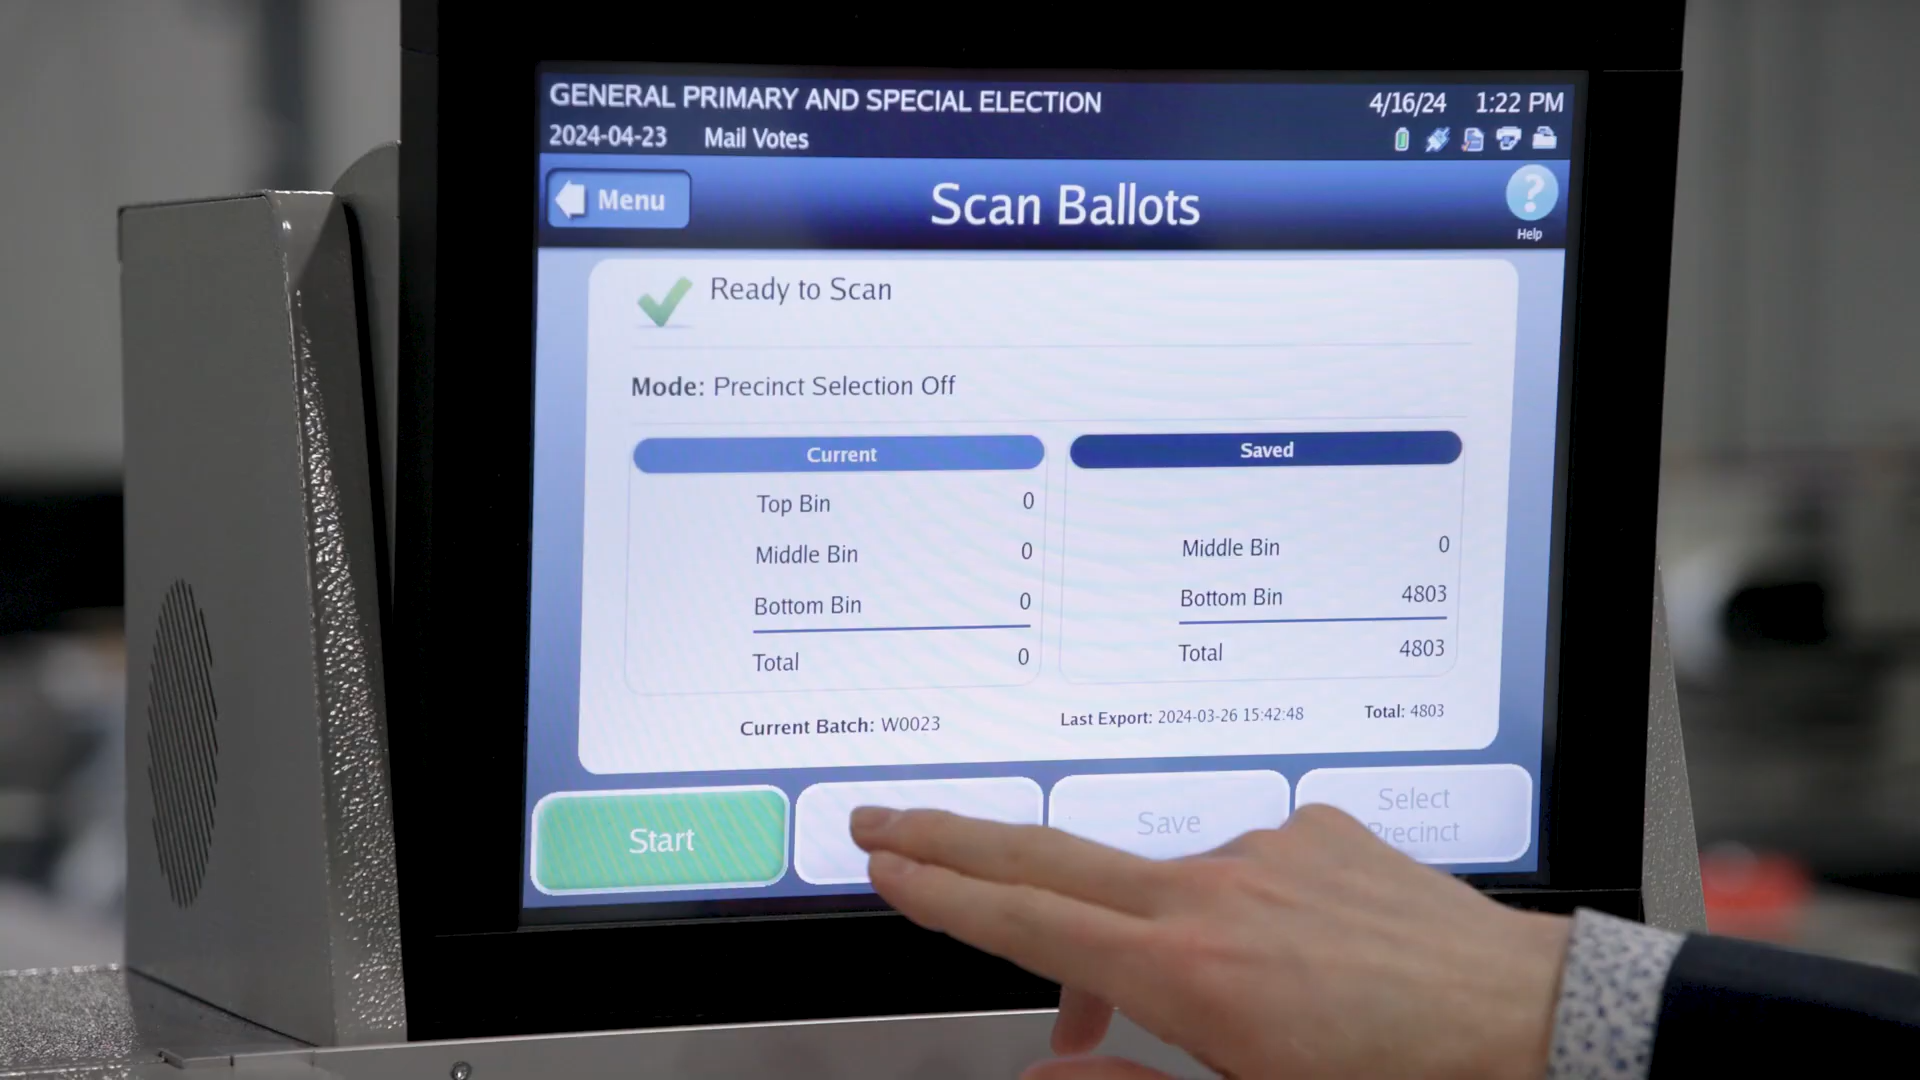 GENERAL PRIMARY AND SPECIAL ELECTION 4/16/24 1:22 PM
2024-04-23 Mail Votes
Menu Scan Ballots
Help
Ready to Scan
Mode: Precinct Selection Off
Current Saved
Top Bin 0
Middle Bin 0 Middle Bin 0
Bottom Bin 0 Bottom Bin 4803
Total 0 Total 4803
Current Batch: W0023 Last Export: 2024-03-26 15:42:48 Total: 4803
Start Save Select
Precinct